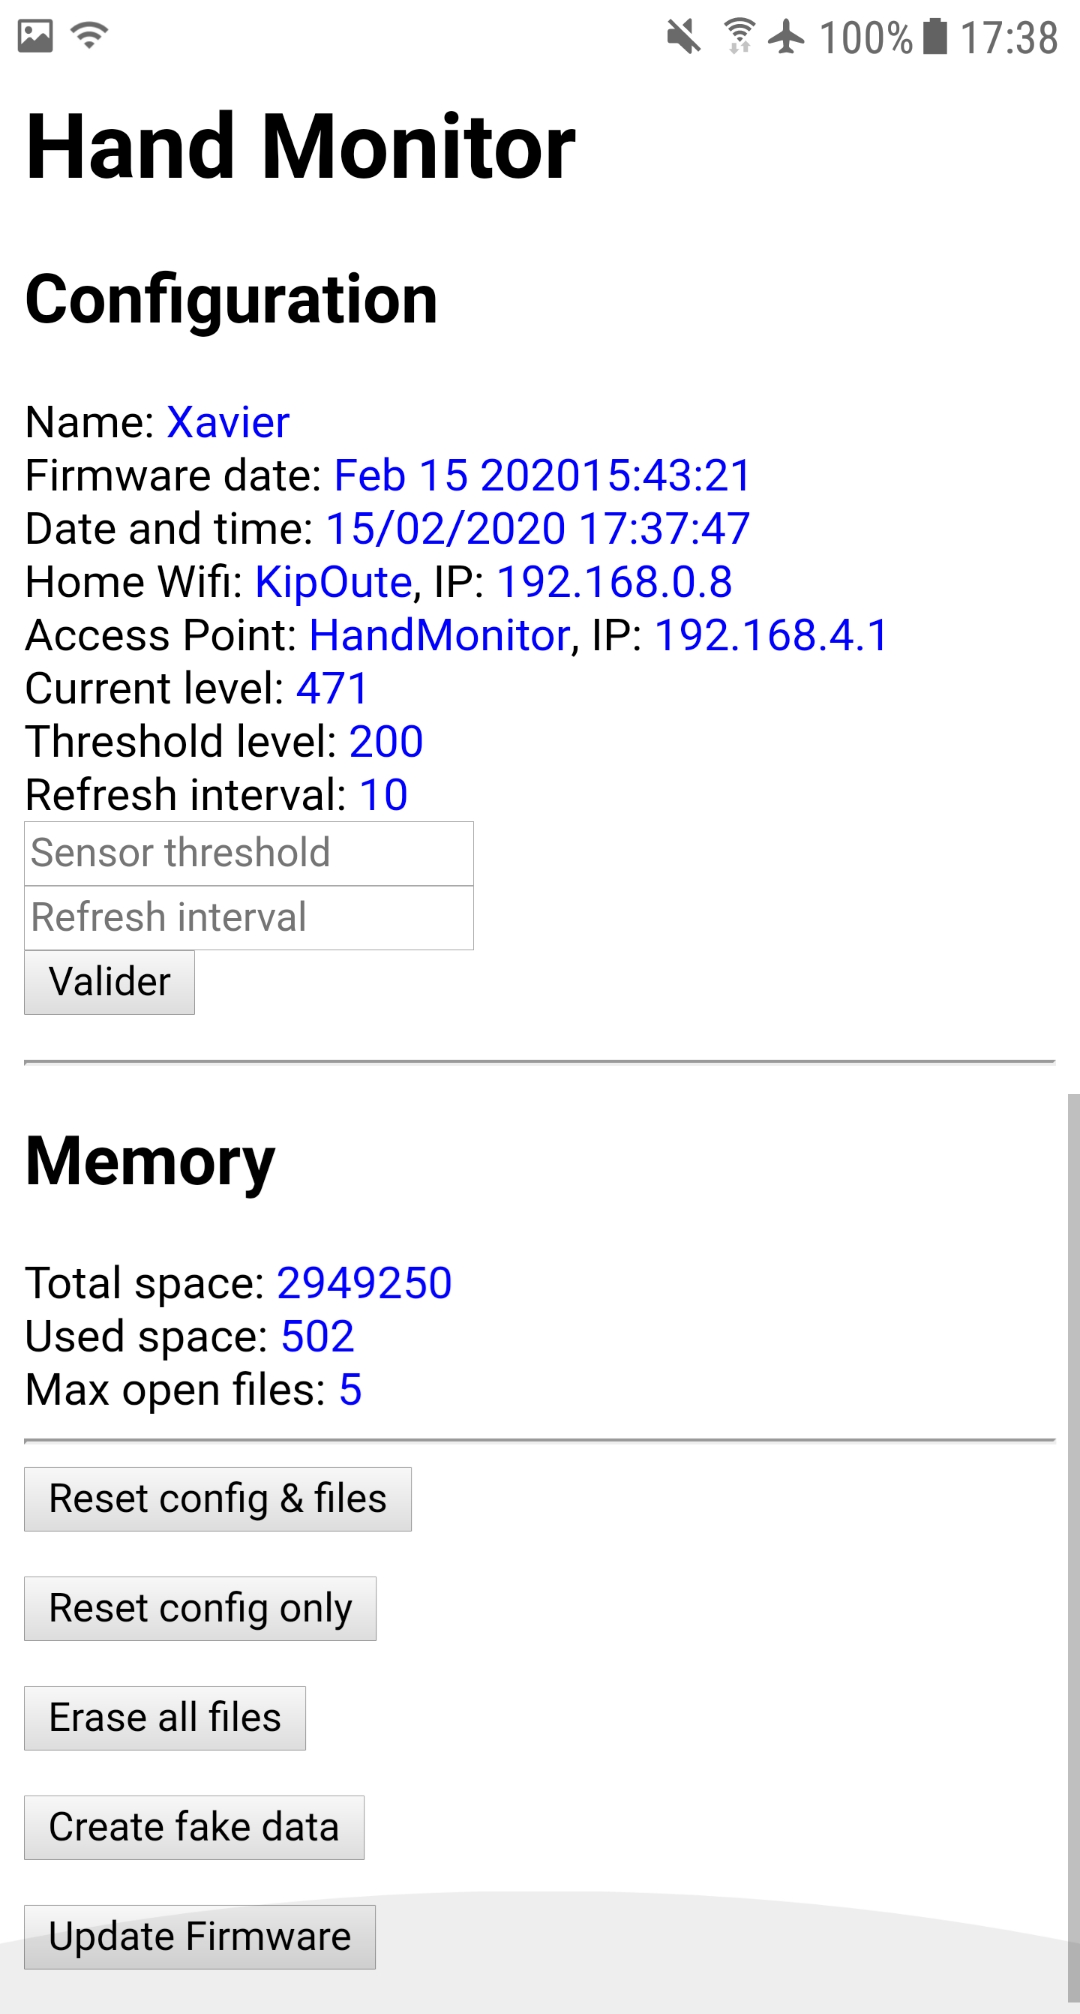 100% 17:38
Hand Monitor
Configuration
Name: Xavier
Firmware date: Feb 15 202015:43:21
Date and time: 15/02/2020 17:37:47
Home Wifi: KipOute, IP: 192.168.0.8
Access Point: HandMonitor, IP: 192.168.4.1
Current level: 471
Threshold level: 200
Refresh interval: 10
Sensor threshold
Refresh interval
Valider
Memory
Total space: 2949250
Used space: 502
Max open files: 5
Reset config & files
Reset config only
Erase all files
Create fake data
Update Firmware